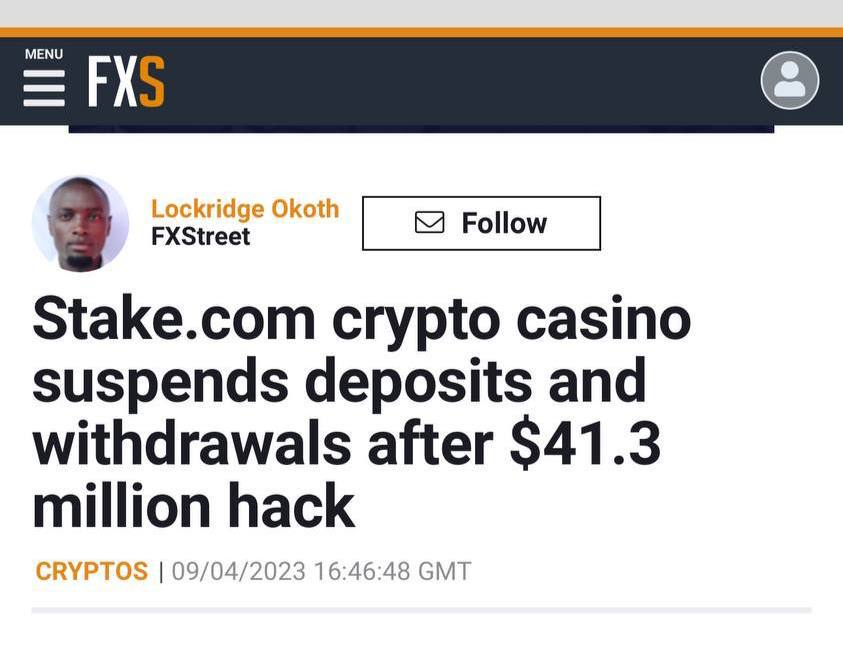 MENU
FXS
Lockridge Okoth
FXStreet
Follow
Stake.com crypto casino
suspends deposits and
withdrawals after $41.3
million hack
CRYPTOS | 09/04/2023 16:46:48 GMT